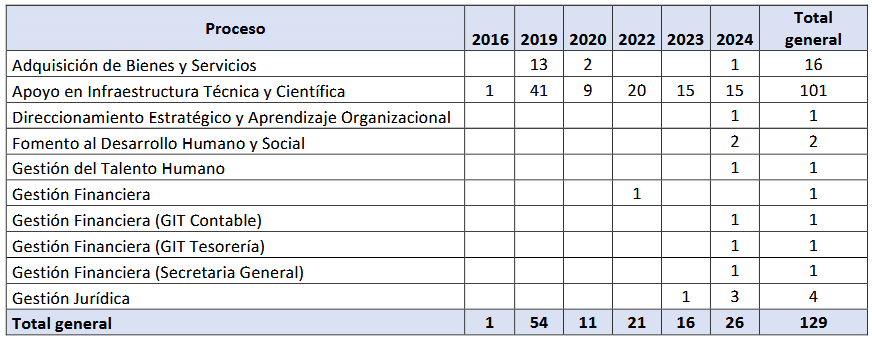 Proceso 2016 2019 2020 2022 2023 2024 Total general
Adquisición de Bienes y Servicios 13 2 1 16
Apoyo en Infraestructura Técnica y Científica 1 41 9 20 15 15 101
Direccionamiento Estratégico y Aprendizaje Organizacional 1 1
Fomento al Desarrollo Humano y Social 2 2
Gestión del Talento Humano 1 1
Gestión Financiera 1 1
Gestión Financiera (GIT Contable) 1 1
Gestión Financiera (GIT Tesorería) 1 1
Gestión Financiera (Secretaria General) 1 1
Gestión Jurídica 1 3 4
Total general 1 54 11 21 16 26 129